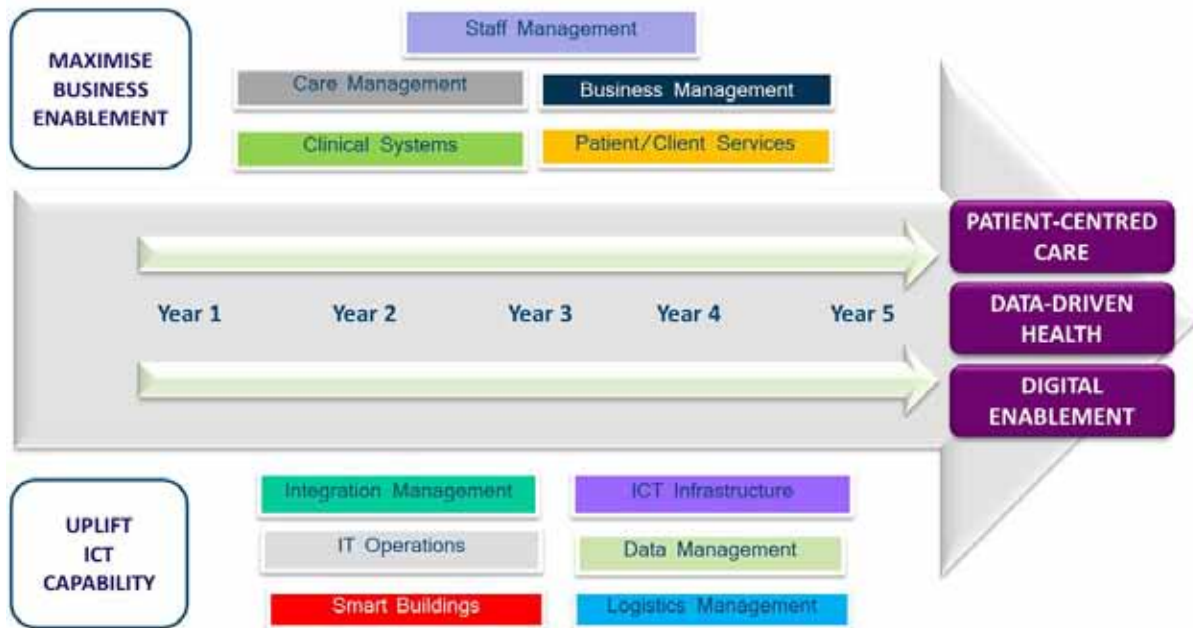 MAXIMISE
BUSINESS
ENABLEMENT
Staff Management
Care Management
Business Management
Clinical Systems
Patient/Client Services
PATIENT-CENTRED
CARE
Year 1
Year 2
Year 3
Year 4
Year 5
DATA-DRIVEN
HEALTH
DIGITAL
ENABLEMENT
UPLIFT
ICT
CAPABILITY
Integration Management
ICT Infrastructure
IT Operations
Data Management
Smart Buildings
Logistics Management